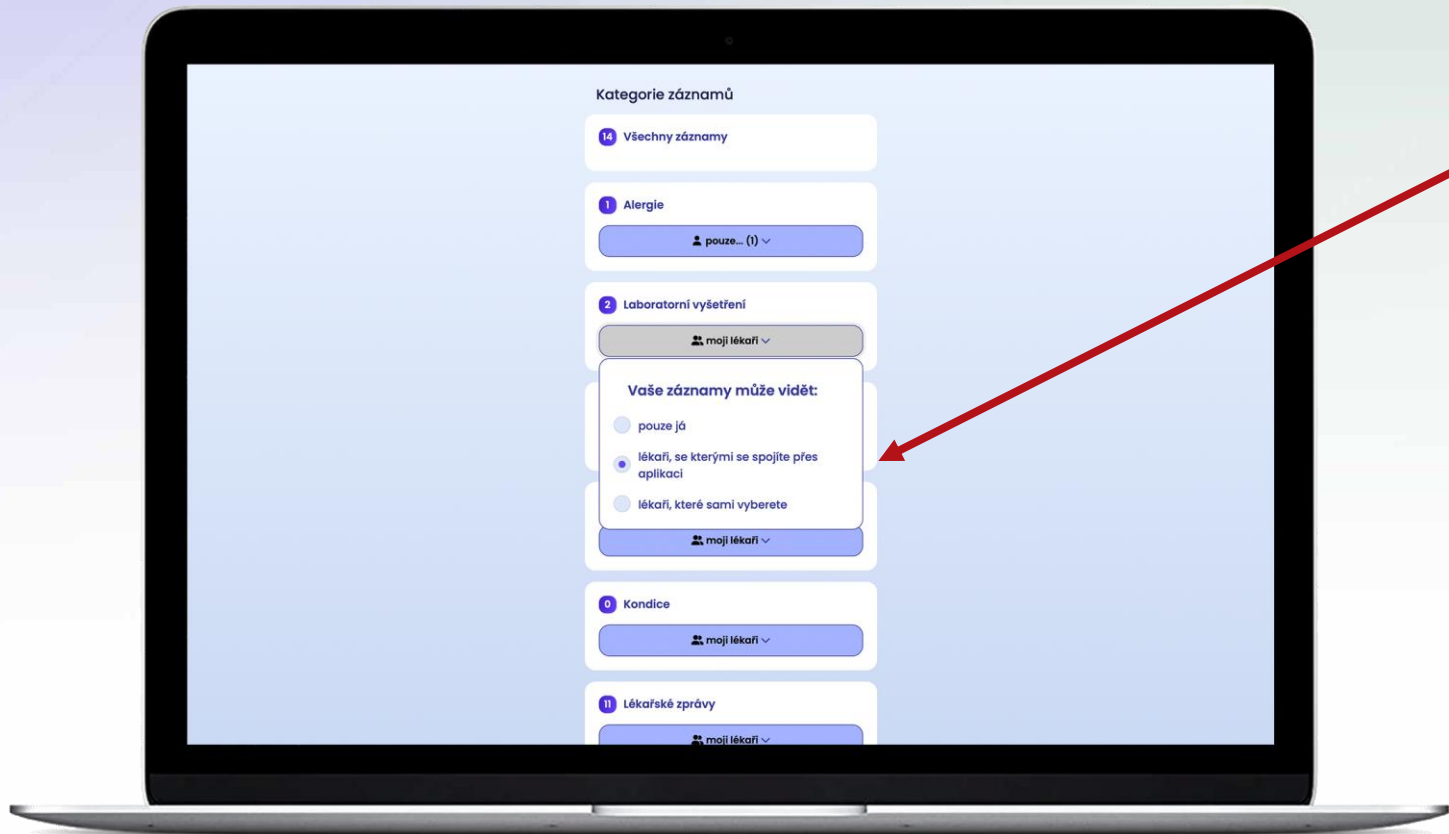 Kategorie záznamů
14 Všechny záznamy
1 Alergie
pouze... (1)
2 Laboratorní vyšetření
moji lékaři
Vaše záznamy může vidět:
pouze já
lékaři, se kterými se spojíte přes
aplikaci
lékaři, které sami vyberete
moji lékaři
0 Kondice
moji lékaři
11 Lékařské zprávy
moji lékaři